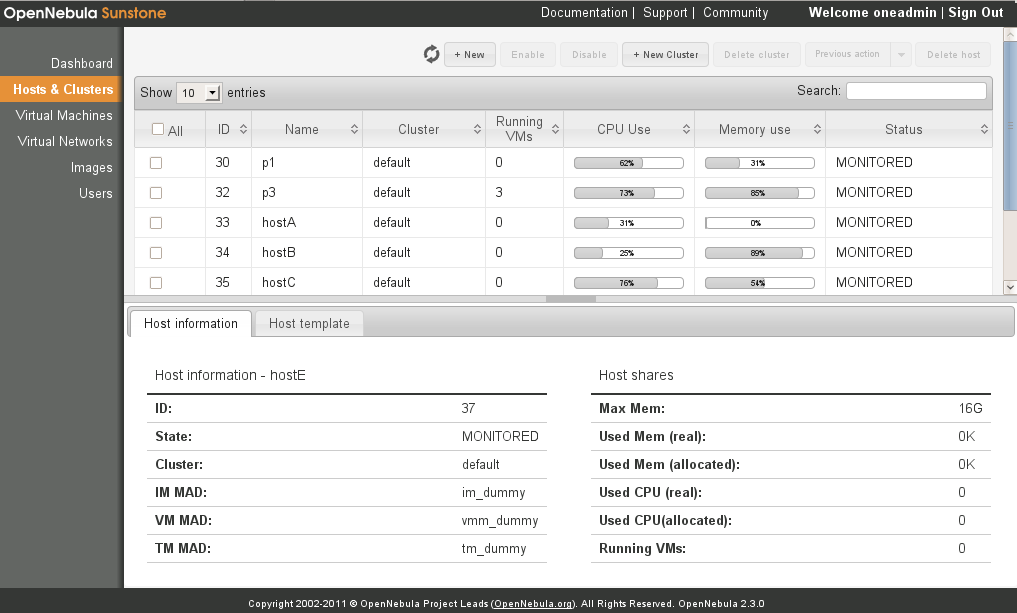 OpenNebula Sunstone Documentation | Support | Community Welcome oneadmin | Sign Out
Dashboard
Hosts & Clusters
Virtual Machines
Virtual Networks
Images
Users
+ New Enable Disable + New Cluster Delete cluster Previous action Delete host
Show 10 entries Search:
All ID Name Cluster Running VMs CPU Use Memory use Status
30 p1 default 0 62% 31% MONITORED
32 p3 default 3 73% 85% MONITORED
33 hostA default 0 31% 0% MONITORED
34 hostB default 0 25% 89% MONITORED
35 hostC default 0 76% 54% MONITORED
Host information Host template
Host information - hostE
ID: 37
State: MONITORED
Cluster: default
IM MAD: im_dummy
VM MAD: vmm_dummy
TM MAD: tm_dummy
Host shares
Max Mem: 16G
Used Mem (real): 0K
Used Mem (allocated): 0K
Used CPU (real): 0
Used CPU(allocated): 0
Running VMs: 0
Copyright 2002-2011 © OpenNebula Project Leads (OpenNebula.org). All Rights Reserved. OpenNebula 2.3.0